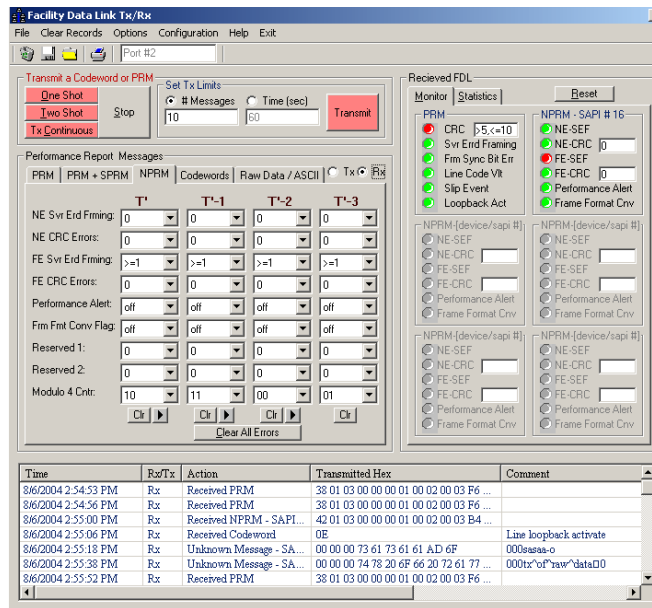 Facility Data Link Tx/Rx
File Clear Records Options Configuration Help Exit
Port #2
Transmit a Codeword or PRM
One Shot
Two Shot
Tx Continuous
Stop
Set Tx Limits
# Messages Time (sec)
10 60
Transmit
Performance Report Messages
PRM PRM + SPRM NPRM Codewords Raw Data / ASCII Tx Rx
T' T'-1 T'-2 T'-3
NE Svr Erd Frming: 0 0 0 0
NE CRC Errors: 0 0 0 0
FE Svr Erd Frming: >=1 >=1 >=1 >=1
FE CRC Errors: 0 0 0 0
Performance Alert: off off off off
Frm Fmt Conv Flag: off off off off
Reserved 1: 0 0 0 0
Reserved 2: 0 0 0 0
Modulo 4 Cntr: 10 11 00 01
Clr Clr Clr Clr
Clear All Errors
Recieved FDL
Monitor Statistics Reset
PRM
CRC >5,<=10
Svr Errd Framing
Frm Sync Bit Err
Line Code Vlt
Slip Event
Loopback Act
NPRM - SAPI # 16
NE-SEF
NE-CRC 0
FE-SEF
FE-CRC 0
Performance Alert
Frame Format Cnv
NPRM-[device/sapi #]
NE-SEF
NE-CRC
FE-SEF
FE-CRC
Performance Alert
Frame Format Cnv
NPRM-[device/sapi #]
NE-SEF
NE-CRC
FE-SEF
FE-CRC
Performance Alert
Frame Format Cnv
NPRM-[device/sapi #]
NE-SEF
NE-CRC
FE-SEF
FE-CRC
Performance Alert
Frame Format Cnv
NPRM-[device/sapi #]
NE-SEF
NE-CRC
FE-SEF
FE-CRC
Performance Alert
Frame Format Cnv
Time Rx/Tx Action Transmitted Hex Comment
8/6/2004 2:54:53 PM Rx Received PRM 38 01 03 00 00 00 01 00 02 00 03 F6 ...
8/6/2004 2:54:56 PM Rx Received PRM 38 01 03 00 00 00 01 00 02 00 03 F6 ...
8/6/2004 2:55:00 PM Rx Received NPRM - SAPI... 42 01 03 00 00 00 01 00 02 00 03 B4 ...
8/6/2004 2:55:06 PM Rx Received Codeword 0E Line loopback activate
8/6/2004 2:55:18 PM Rx Unknown Message - SA... 00 00 00 73 61 73 61 61 AD 6F 000sasaa-o
8/6/2004 2:55:38 PM Rx Unknown Message - SA... 00 00 00 74 78 20 6F 66 20 72 61 77 ... 000tx^of^raw^data□0
8/6/2004 2:55:52 PM Rx Received PRM 38 01 03 00 00 00 01 00 02 00 03 F6 ...